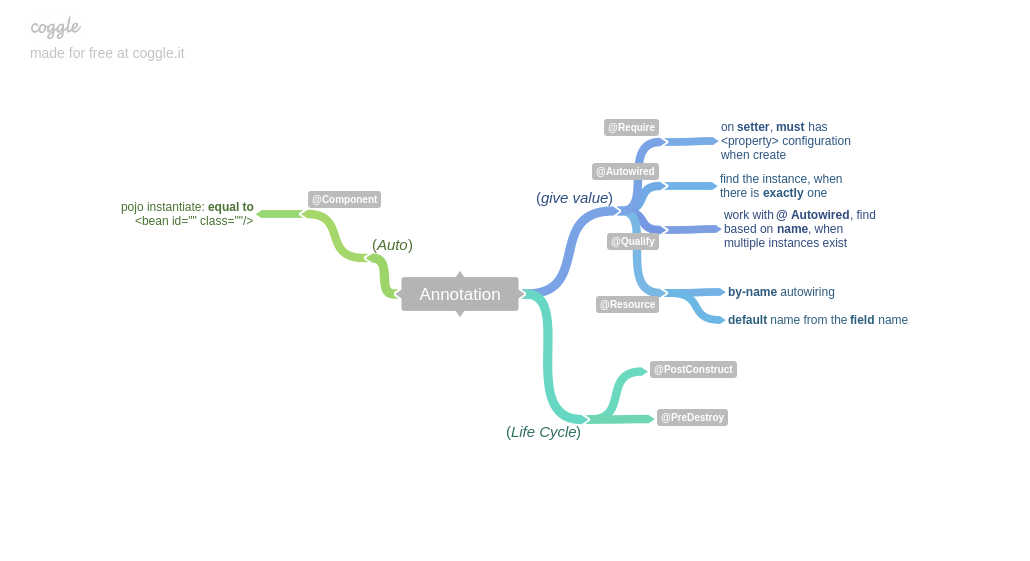 coggle
made for free at coggle.it
@Require
on setter, must has
<property> configuration
when create
@Autowired
find the instance, when
there is exactly one
(give value)
@Component
pojo instantiate: equal to
<bean id="" class=""/>
work with @ Autowired, find
based on name, when
multiple instances exist
@Qualify
(Auto)
Annotation
by-name autowiring
@Resource
default name from the field name
@PostConstruct
@PreDestroy
(Life Cycle)